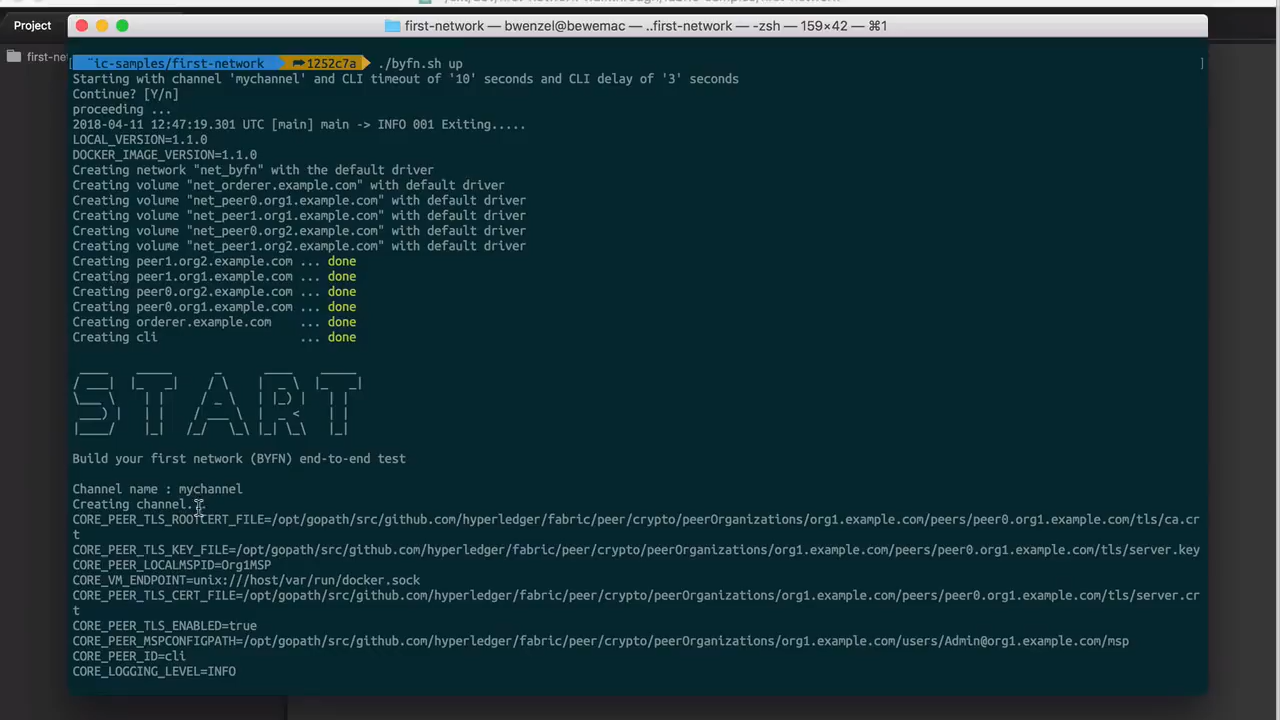 Project
first-network — bwenzel@bewemac — ..first-network — -zsh — 159×42 — ⌘1
first-ne
~ic-samples/first-network 1252c7a ./byfn.sh up
Starting with channel 'mychannel' and CLI timeout of '10' seconds and CLI delay of '3' seconds
Continue? [Y/n]
proceeding ...
2018-04-11 12:47:19.301 UTC [main] main -> INFO 001 Exiting.....
LOCAL_VERSION=1.1.0
DOCKER_IMAGE_VERSION=1.1.0
Creating network "net_byfn" with the default driver
Creating volume "net_orderer.example.com" with default driver
Creating volume "net_peer0.org1.example.com" with default driver
Creating volume "net_peer1.org1.example.com" with default driver
Creating volume "net_peer0.org2.example.com" with default driver
Creating volume "net_peer1.org2.example.com" with default driver
Creating peer1.org2.example.com ... done
Creating peer1.org1.example.com ... done
Creating peer0.org2.example.com ... done
Creating peer0.org1.example.com ... done
Creating orderer.example.com ... done
Creating cli ... done
START
Build your first network (BYFN) end-to-end test
Channel name : mychannel
Creating channel...
CORE_PEER_TLS_ROOTCERT_FILE=/opt/gopath/src/github.com/hyperledger/fabric/peer/crypto/peerOrganizations/org1.example.com/peers/peer0.org1.example.com/tls/ca.cr
t
CORE_PEER_TLS_KEY_FILE=/opt/gopath/src/github.com/hyperledger/fabric/peer/crypto/peerOrganizations/org1.example.com/peers/peer0.org1.example.com/tls/server.key
CORE_PEER_LOCALMSPID=Org1MSP
CORE_VM_ENDPOINT=unix:///host/var/run/docker.sock
CORE_PEER_TLS_CERT_FILE=/opt/gopath/src/github.com/hyperledger/fabric/peer/crypto/peerOrganizations/org1.example.com/peers/peer0.org1.example.com/tls/server.cr
t
CORE_PEER_TLS_ENABLED=true
CORE_PEER_MSPCONFIGPATH=/opt/gopath/src/github.com/hyperledger/fabric/peer/crypto/peerOrganizations/org1.example.com/users/Admin@org1.example.com/msp
CORE_PEER_ID=cli
CORE_LOGGING_LEVEL=INFO